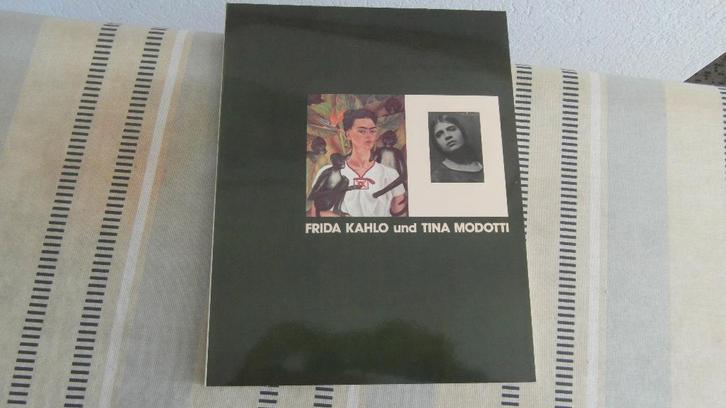 FRIDA KAHLO und TINA MODOTTI